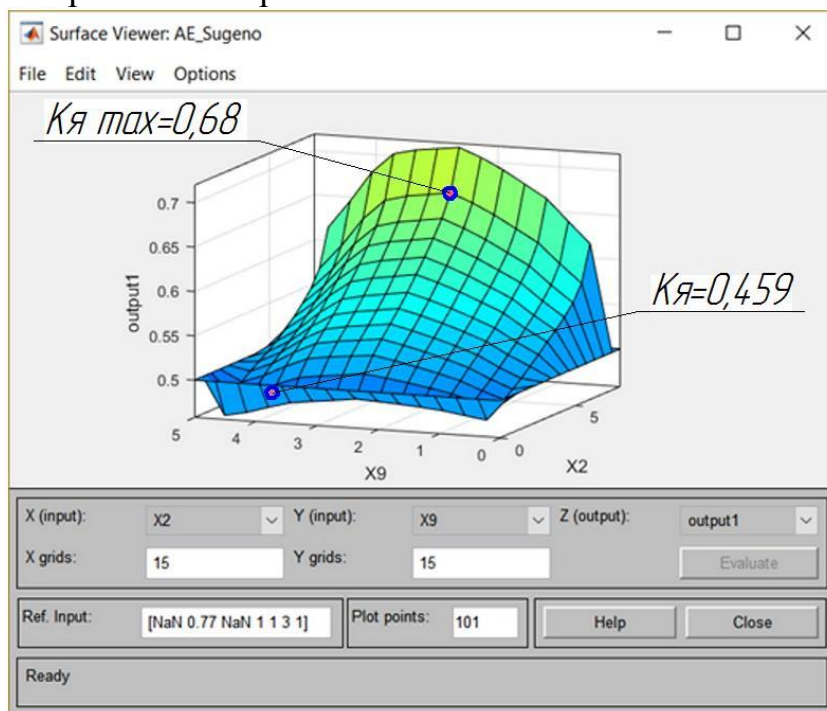 Surface Viewer: AE_Sugeno
File Edit View Options
Кя max=0,68
Кя=0,459
0.7
0.65
0.6
0.55
0.5
output1
5
4
3
2
1
0
X9
0
5
X2
X (input): X2 Y (input): X9 Z (output): output1
X grids: 15 Y grids: 15 Evaluate
Ref. Input: [NaN 0.77 NaN 1 1 3 1] Plot points: 101 Help Close
Ready